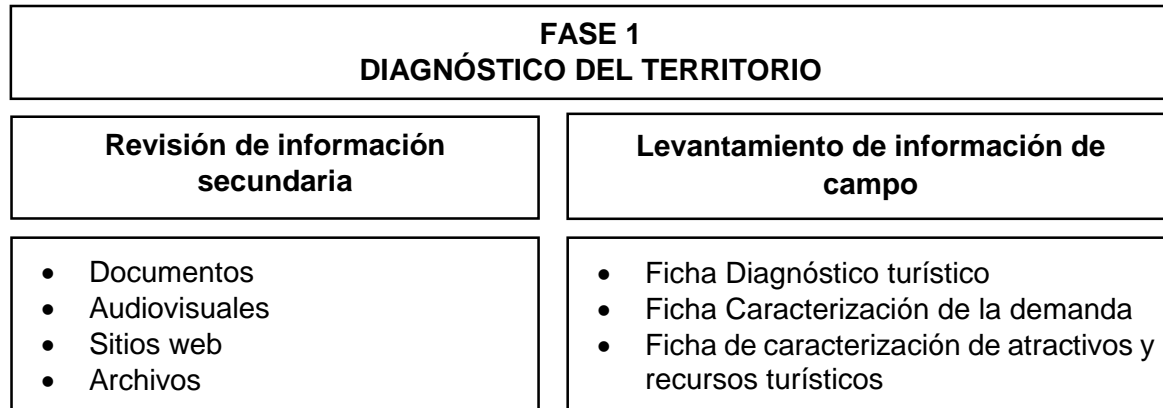 FASE 1
DIAGNÓSTICO DEL TERRITORIO
Revisión de información
secundaria
Levantamiento de información de
campo
• Documentos
• Audiovisuales
• Sitios web
• Archivos
• Ficha Diagnóstico turístico
• Ficha Caracterización de la demanda
• Ficha de caracterización de atractivos y
recursos turísticos